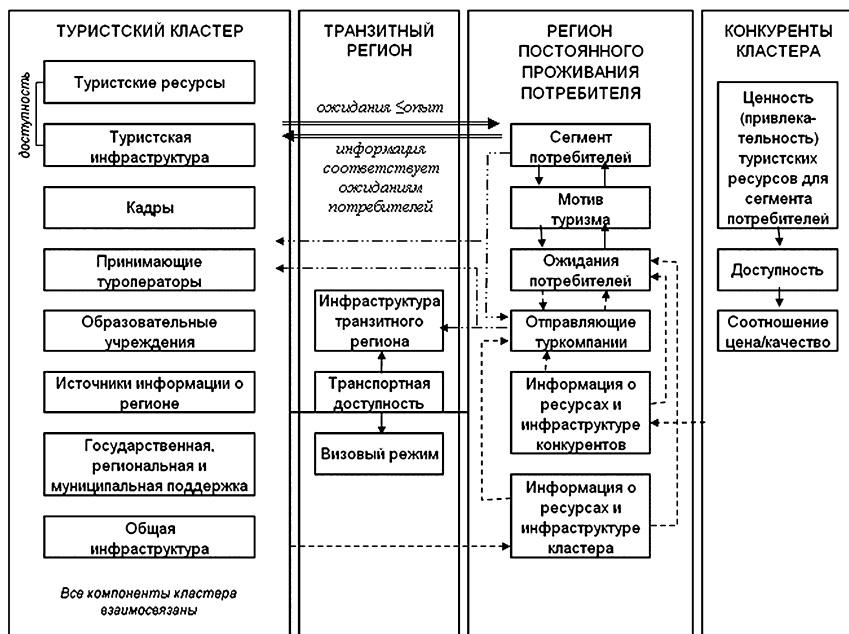 ТУРИСТСКИЙ КЛАСТЕР
доступность
Туристские ресурсы
Туристская
инфраструктура
Кадры
Принимающие
туроператоры
Образовательные
учреждения
Источники информации о
регионе
Государственная,
региональная и
муниципальная поддержка
Общая
инфраструктура
Все компоненты кластера
взаимосвязаны
ТРАНЗИТНЫЙ
РЕГИОН
ожидания ≤опыт
информация
соответствует
ожиданиям
потребителей
Инфраструктура
транзитного
региона
Транспортная
доступность
Визовый режим
РЕГИОН
ПОСТОЯННОГО
ПРОЖИВАНИЯ
ПОТРЕБИТЕЛЯ
Сегмент
потребителей
Мотив
туризма
Ожидания
потребителей
Отправляющие
туркомпании
Информация о
ресурсах и
инфраструктуре
конкурентов
Информация о
ресурсах и
инфраструктуре
кластера
КОНКУРЕНТЫ
КЛАСТЕРА
Ценность
(привлека-
тельность)
туристских
ресурсов для
сегмента
потребителей
Доступность
Соотношение
цена/качество